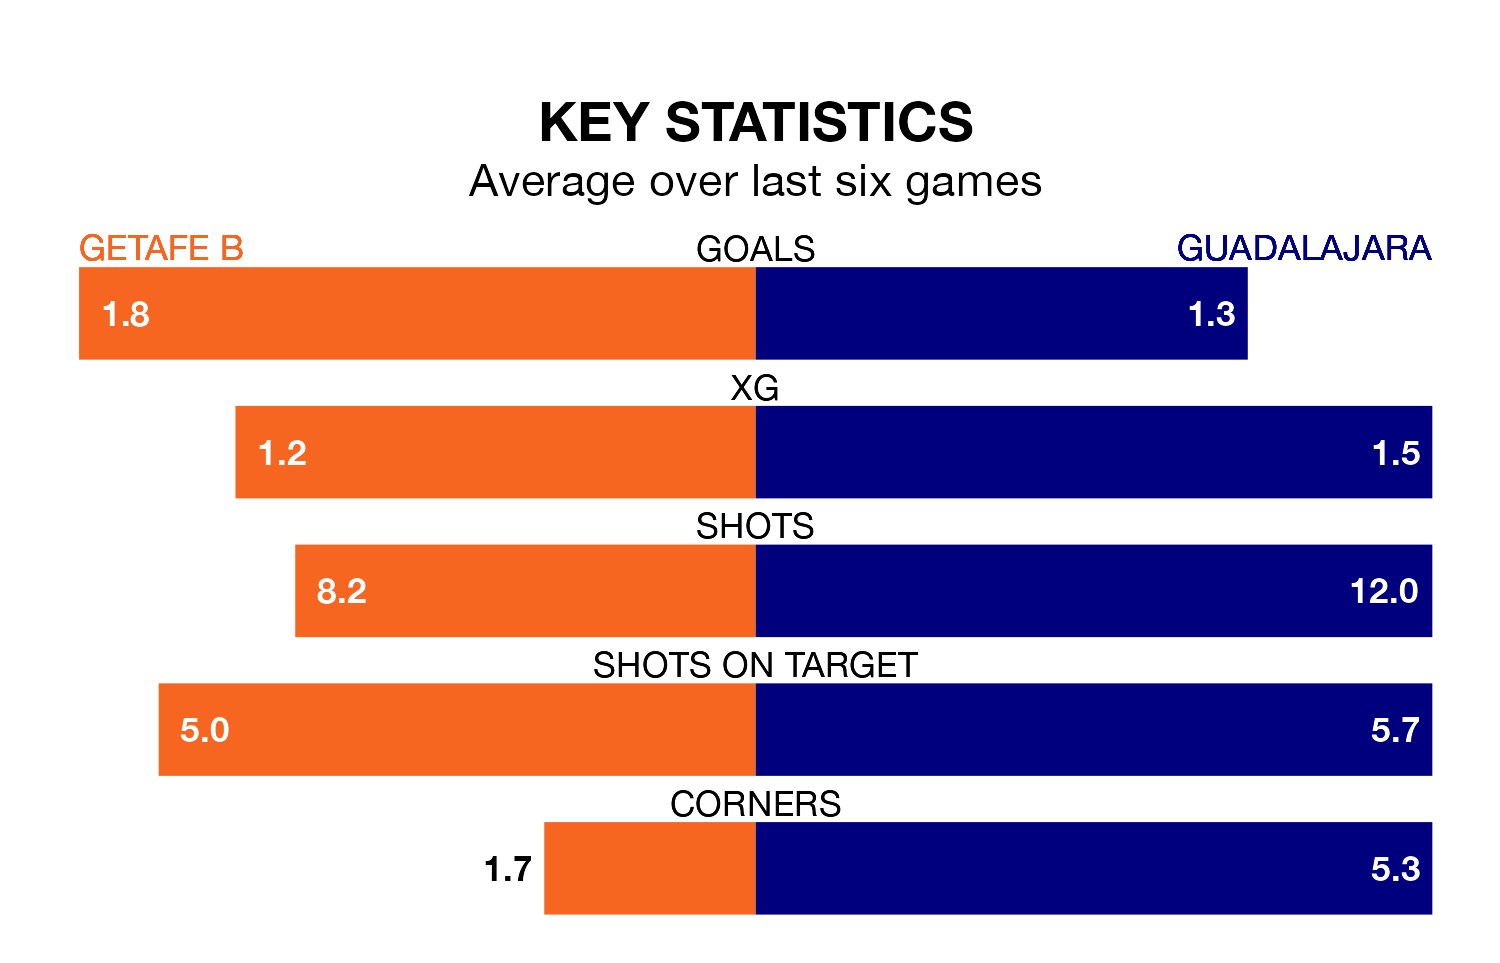 KEY STATISTICS
Average over last six games
GETAFE B GOALS GUADALAJARA
1.8 1.3
XG
1.2 1.5
SHOTS
8.2 12.0
SHOTS ON TARGET
5.0 5.7
CORNERS
1.7 5.3